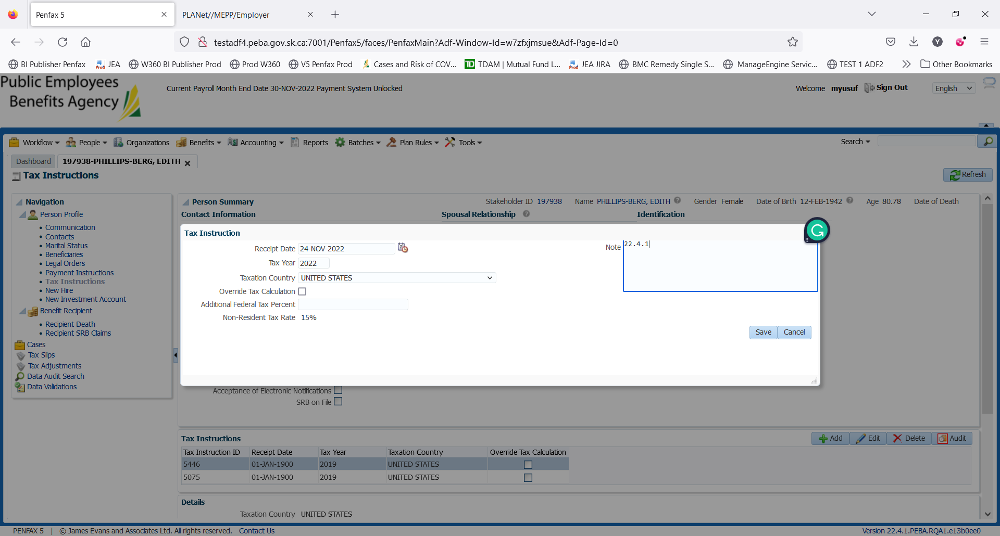 Penfax 5
PLANet//MEPP/Employer
testadf4.peba.gov.sk.ca:7001/Penfax5/faces/PenfaxMain?Adf-Window-Id=w7zfxjmsue&Adf-Page-Id=0
Y
BI Publisher Penfax
Prod JEA
W360 BI Publisher Prod
Prod W360
V5 Penfax Prod
Cases and Risk of COV...
TD TDAM | Mutual Fund L...
Prod JEA JIRA
BMC Remedy Single S...
ManageEngine Servic...
TEST 1 ADF2
Other Bookmarks
Public Employees
Benefits Agency
Current Payroll Month End Date 30-NOV-2022 Payment System Unlocked
Welcome myusuf Sign Out
English
Workflow People Organizations Benefits Accounting Reports Batches Plan Rules Tools
Search
Dashboard
197938-PHILLIPS-BERG, EDITH
Tax Instructions
Refresh
Navigation
Person Profile
Communication
Contacts
Marital Status
Beneficiaries
Legal Orders
Payment Instructions
Tax Instructions
New Hire
New Investment Account
Benefit Recipient
Recipient Death
Recipient SRB Claims
Cases
Tax Slips
Tax Adjustments
Data Audit Search
Data Validations
Person Summary
Stakeholder ID 197938 Name PHILLIPS-BERG, EDITH Gender Female Date of Birth 12-FEB-1942 Age 80.78 Date of Death
Contact Information
Spousal Relationship
Identification
Tax Instruction
Receipt Date 24-NOV-2022
Tax Year 2022
Taxation Country UNITED STATES
Override Tax Calculation
Additional Federal Tax Percent
Non-Resident Tax Rate 15%
Note 22.4.1
Save
Cancel
Acceptance of Electronic Notifications
SRB on File
Tax Instructions
Add Edit Delete Audit
Tax Instruction ID Receipt Date Tax Year Taxation Country Override Tax Calculation
5446 01-JAN-1900 2019 UNITED STATES
5075 01-JAN-1900 2019 UNITED STATES
Details
Taxation Country UNITED STATES
PENFAX 5 | © James Evans and Associates Ltd. All rights reserved. Contact Us
Version 22.4.1.PEBA.RQA1.e13b0ee0